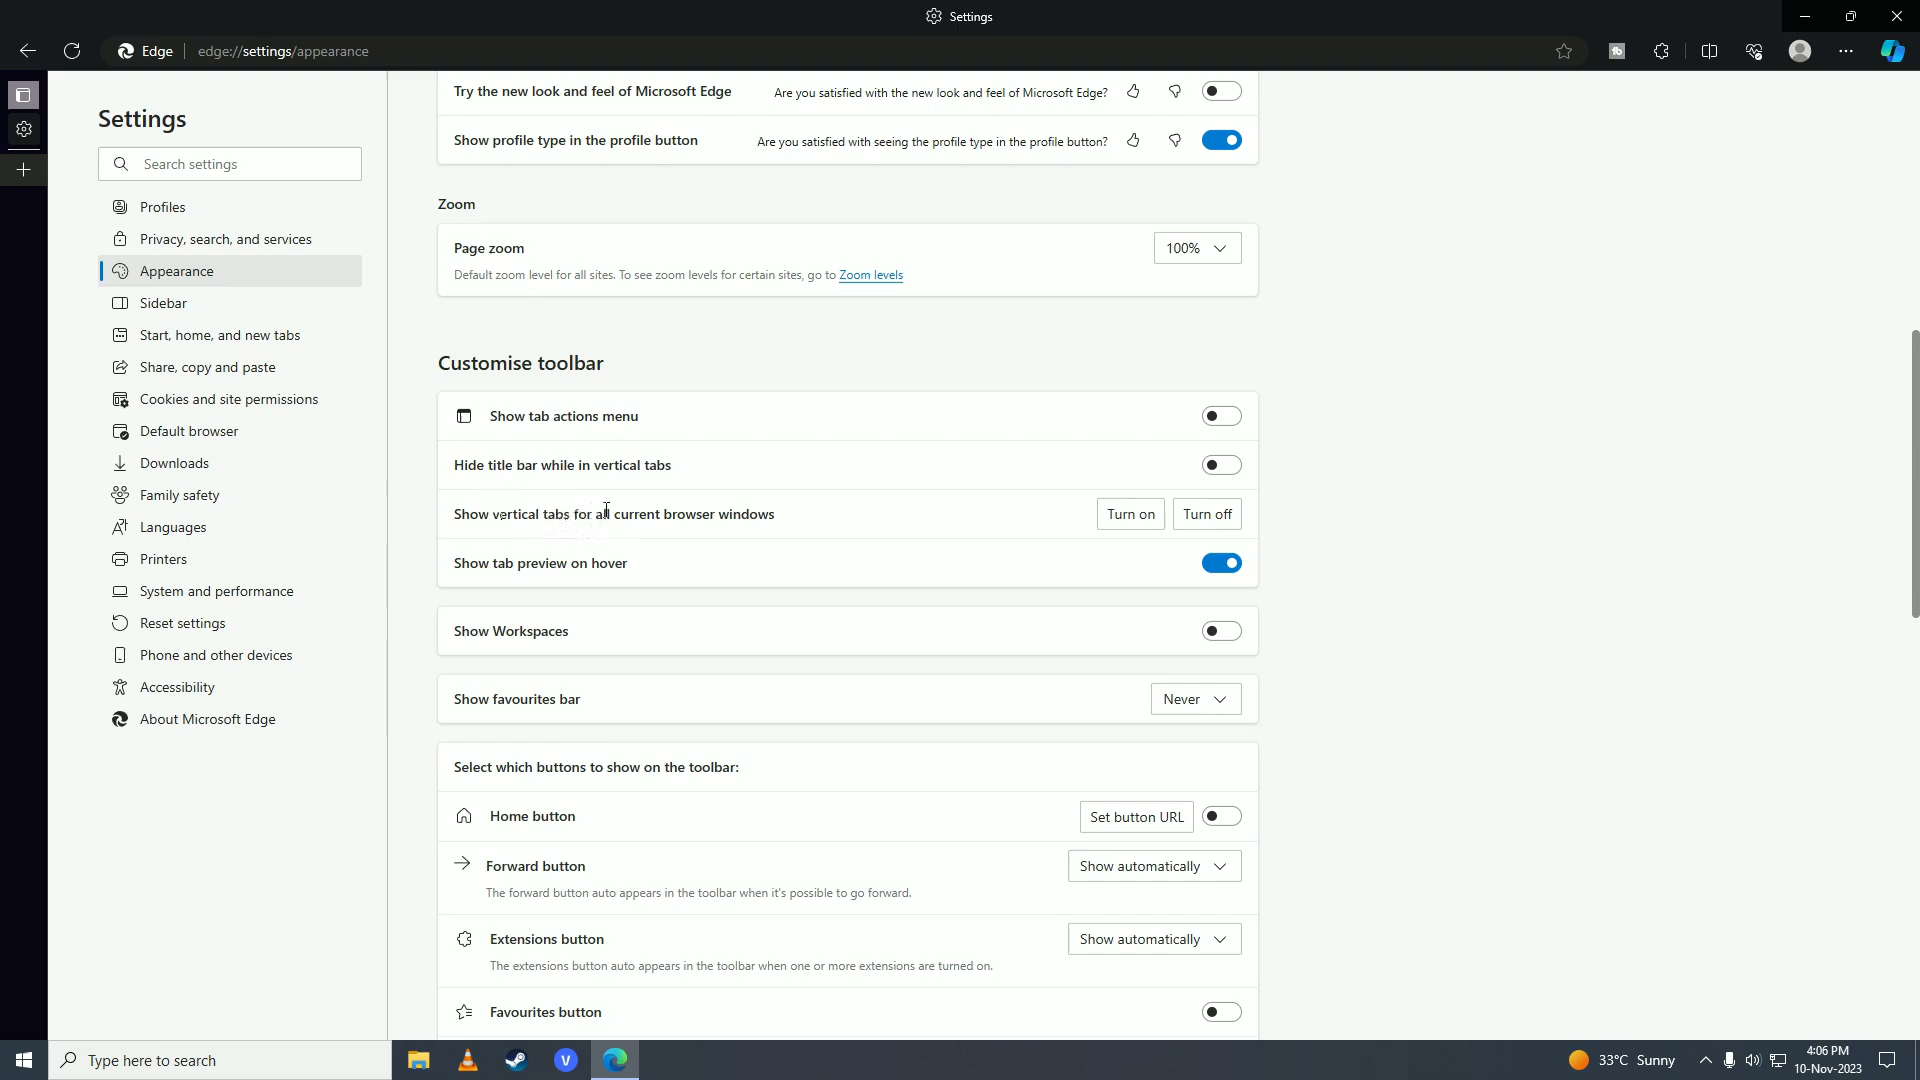 Settings
Edge
edge://settings/appearance
Settings
Search settings
Profiles
Privacy, search, and services
Appearance
Sidebar
Start, home, and new tabs
Share, copy and paste
Cookies and site permissions
Default browser
Downloads
Family safety
Languages
Printers
System and performance
Reset settings
Phone and other devices
Accessibility
About Microsoft Edge
Try the new look and feel of Microsoft Edge Are you satisfied with the new look and feel of Microsoft Edge?
Show profile type in the profile button Are you satisfied with seeing the profile type in the profile button?
Zoom
Page zoom 100%
Default zoom level for all sites. To see zoom levels for certain sites, go to Zoom levels
Customise toolbar
Show tab actions menu
Hide title bar while in vertical tabs
Show vertical tabs for all current browser windows Turn on Turn off
Show tab preview on hover
Show Workspaces
Show favourites bar Never
Select which buttons to show on the toolbar:
Home button Set button URL
Forward button Show automatically
The forward button auto appears in the toolbar when it's possible to go forward.
Extensions button Show automatically
The extensions button auto appears in the toolbar when one or more extensions are turned on.
Favourites button
Type here to search
33°C Sunny
4:06 PM
10-Nov-2023